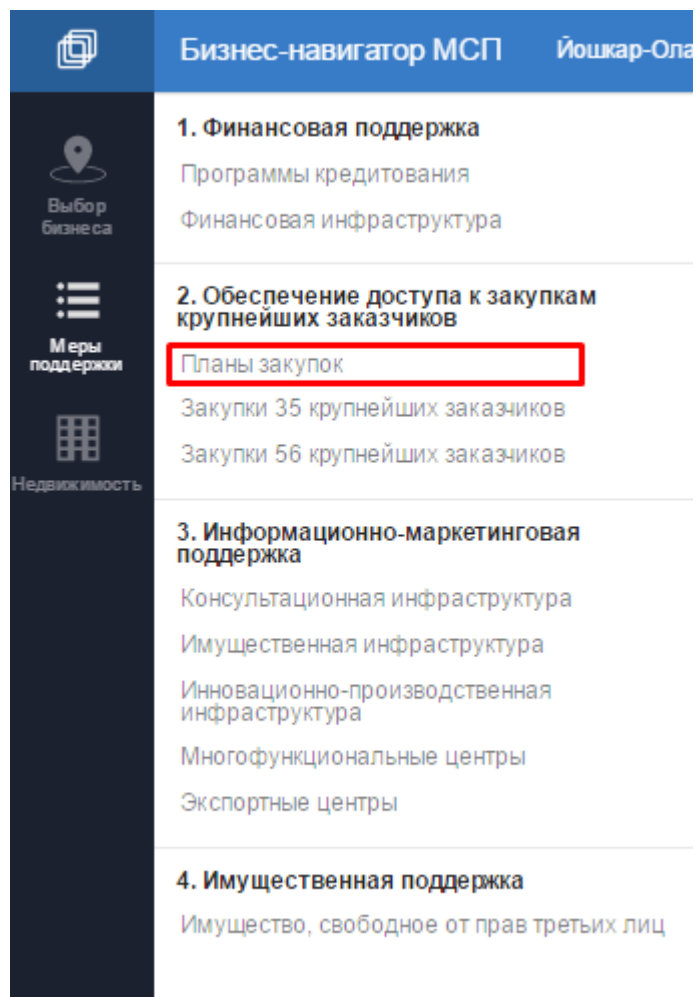 Бизнес-навигатор МСП Йошкар-Ола
Выбор
бизнеса
Меры
поддержки
Недвижимость
1. Финансовая поддержка
Программы кредитования
Финансовая инфраструктура
2. Обеспечение доступа к закупкам
крупнейших заказчиков
Планы закупок
Закупки 35 крупнейших заказчиков
Закупки 56 крупнейших заказчиков
3. Информационно-маркетинговая
поддержка
Консультационная инфраструктура
Имущественная инфраструктура
Инновационно-производственная
инфраструктура
Многофункциональные центры
Экспортные центры
4. Имущественная поддержка
Имущество, свободное от прав третьих лиц